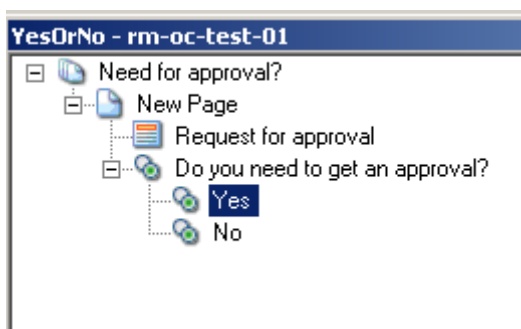 YesOrNo - rm-oc-test-01
Need for approval?
New Page
Request for approval
Do you need to get an approval?
Yes
No